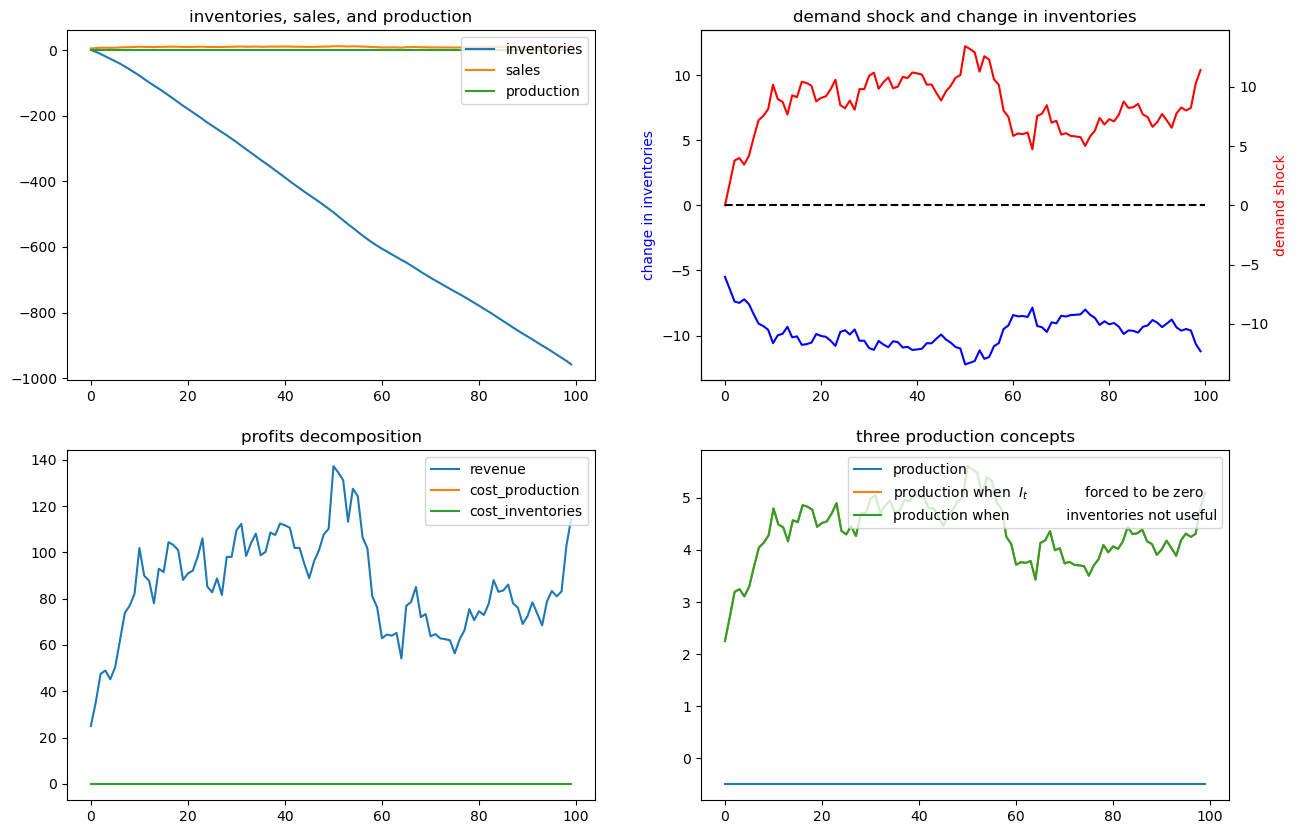 inventories, sales, and production
0
−200
−400
−600
−800
−1000
0 20 40 60 80 100
inventories
sales
production
demand shock and change in inventories
change in inventories
10
5
0
−5
−10
10
5
0
−5
−10
demand shock
0 20 40 60 80 100
profits decomposition
140
120
100
80
60
40
20
0
0 20 40 60 80 100
revenue
cost_production
cost_inventories
three production concepts
5
4
3
2
1
0
0 20 40 60 80 100
production
production when I_t forced to be zero
production when inventories not useful